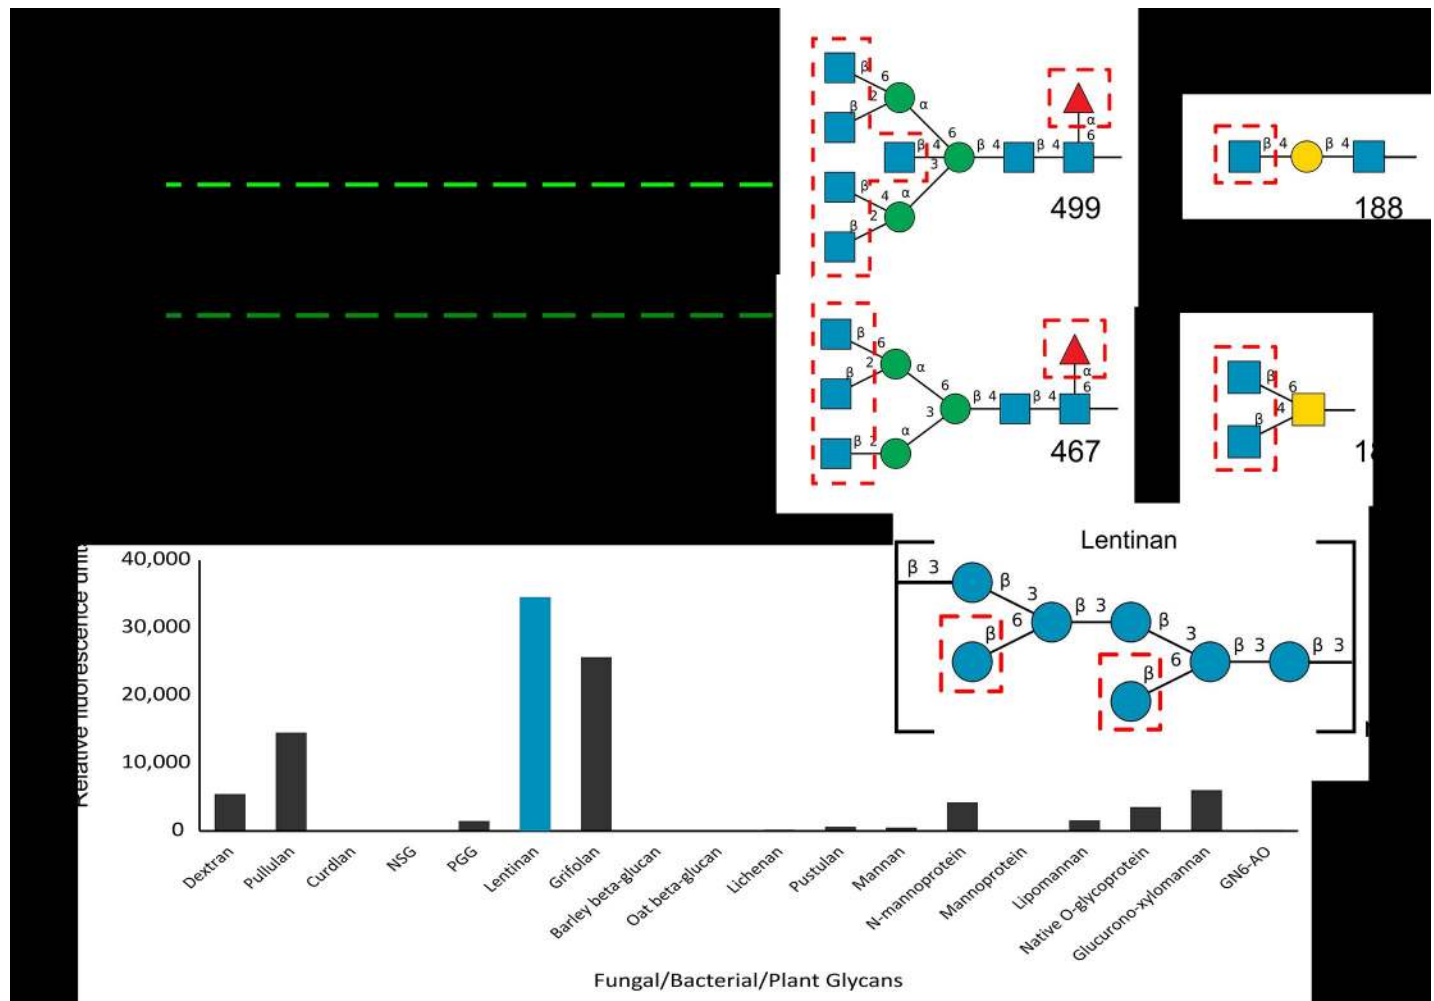 β 6
2
β α
6
β 4
3
β 4 β 4
α
6
β
4 α
2
β
499
β 4 β 4
188
β 6
2 α
β
6
3
β 4 β 4
α
6
α
β 2
467
β 6
4
β
Lentinan
β 3
β 3
6
β
β 3
β 3
6
β
β 3
β 3
Relative fluorescence
40,000
30,000
20,000
10,000
0
Dextran
Pullulan
Curdlan
NSG
PGG
Lentinan
Grifolan
Barley beta-glucan
Oat beta-glucan
Lichenan
Pustulan
Mannan
N-mannoprotein
Mannoprotein
Lipomannan
Native O-glycoprotein
Glucurono-xylomannan
GN6-AO
Fungal/Bacterial/Plant Glycans